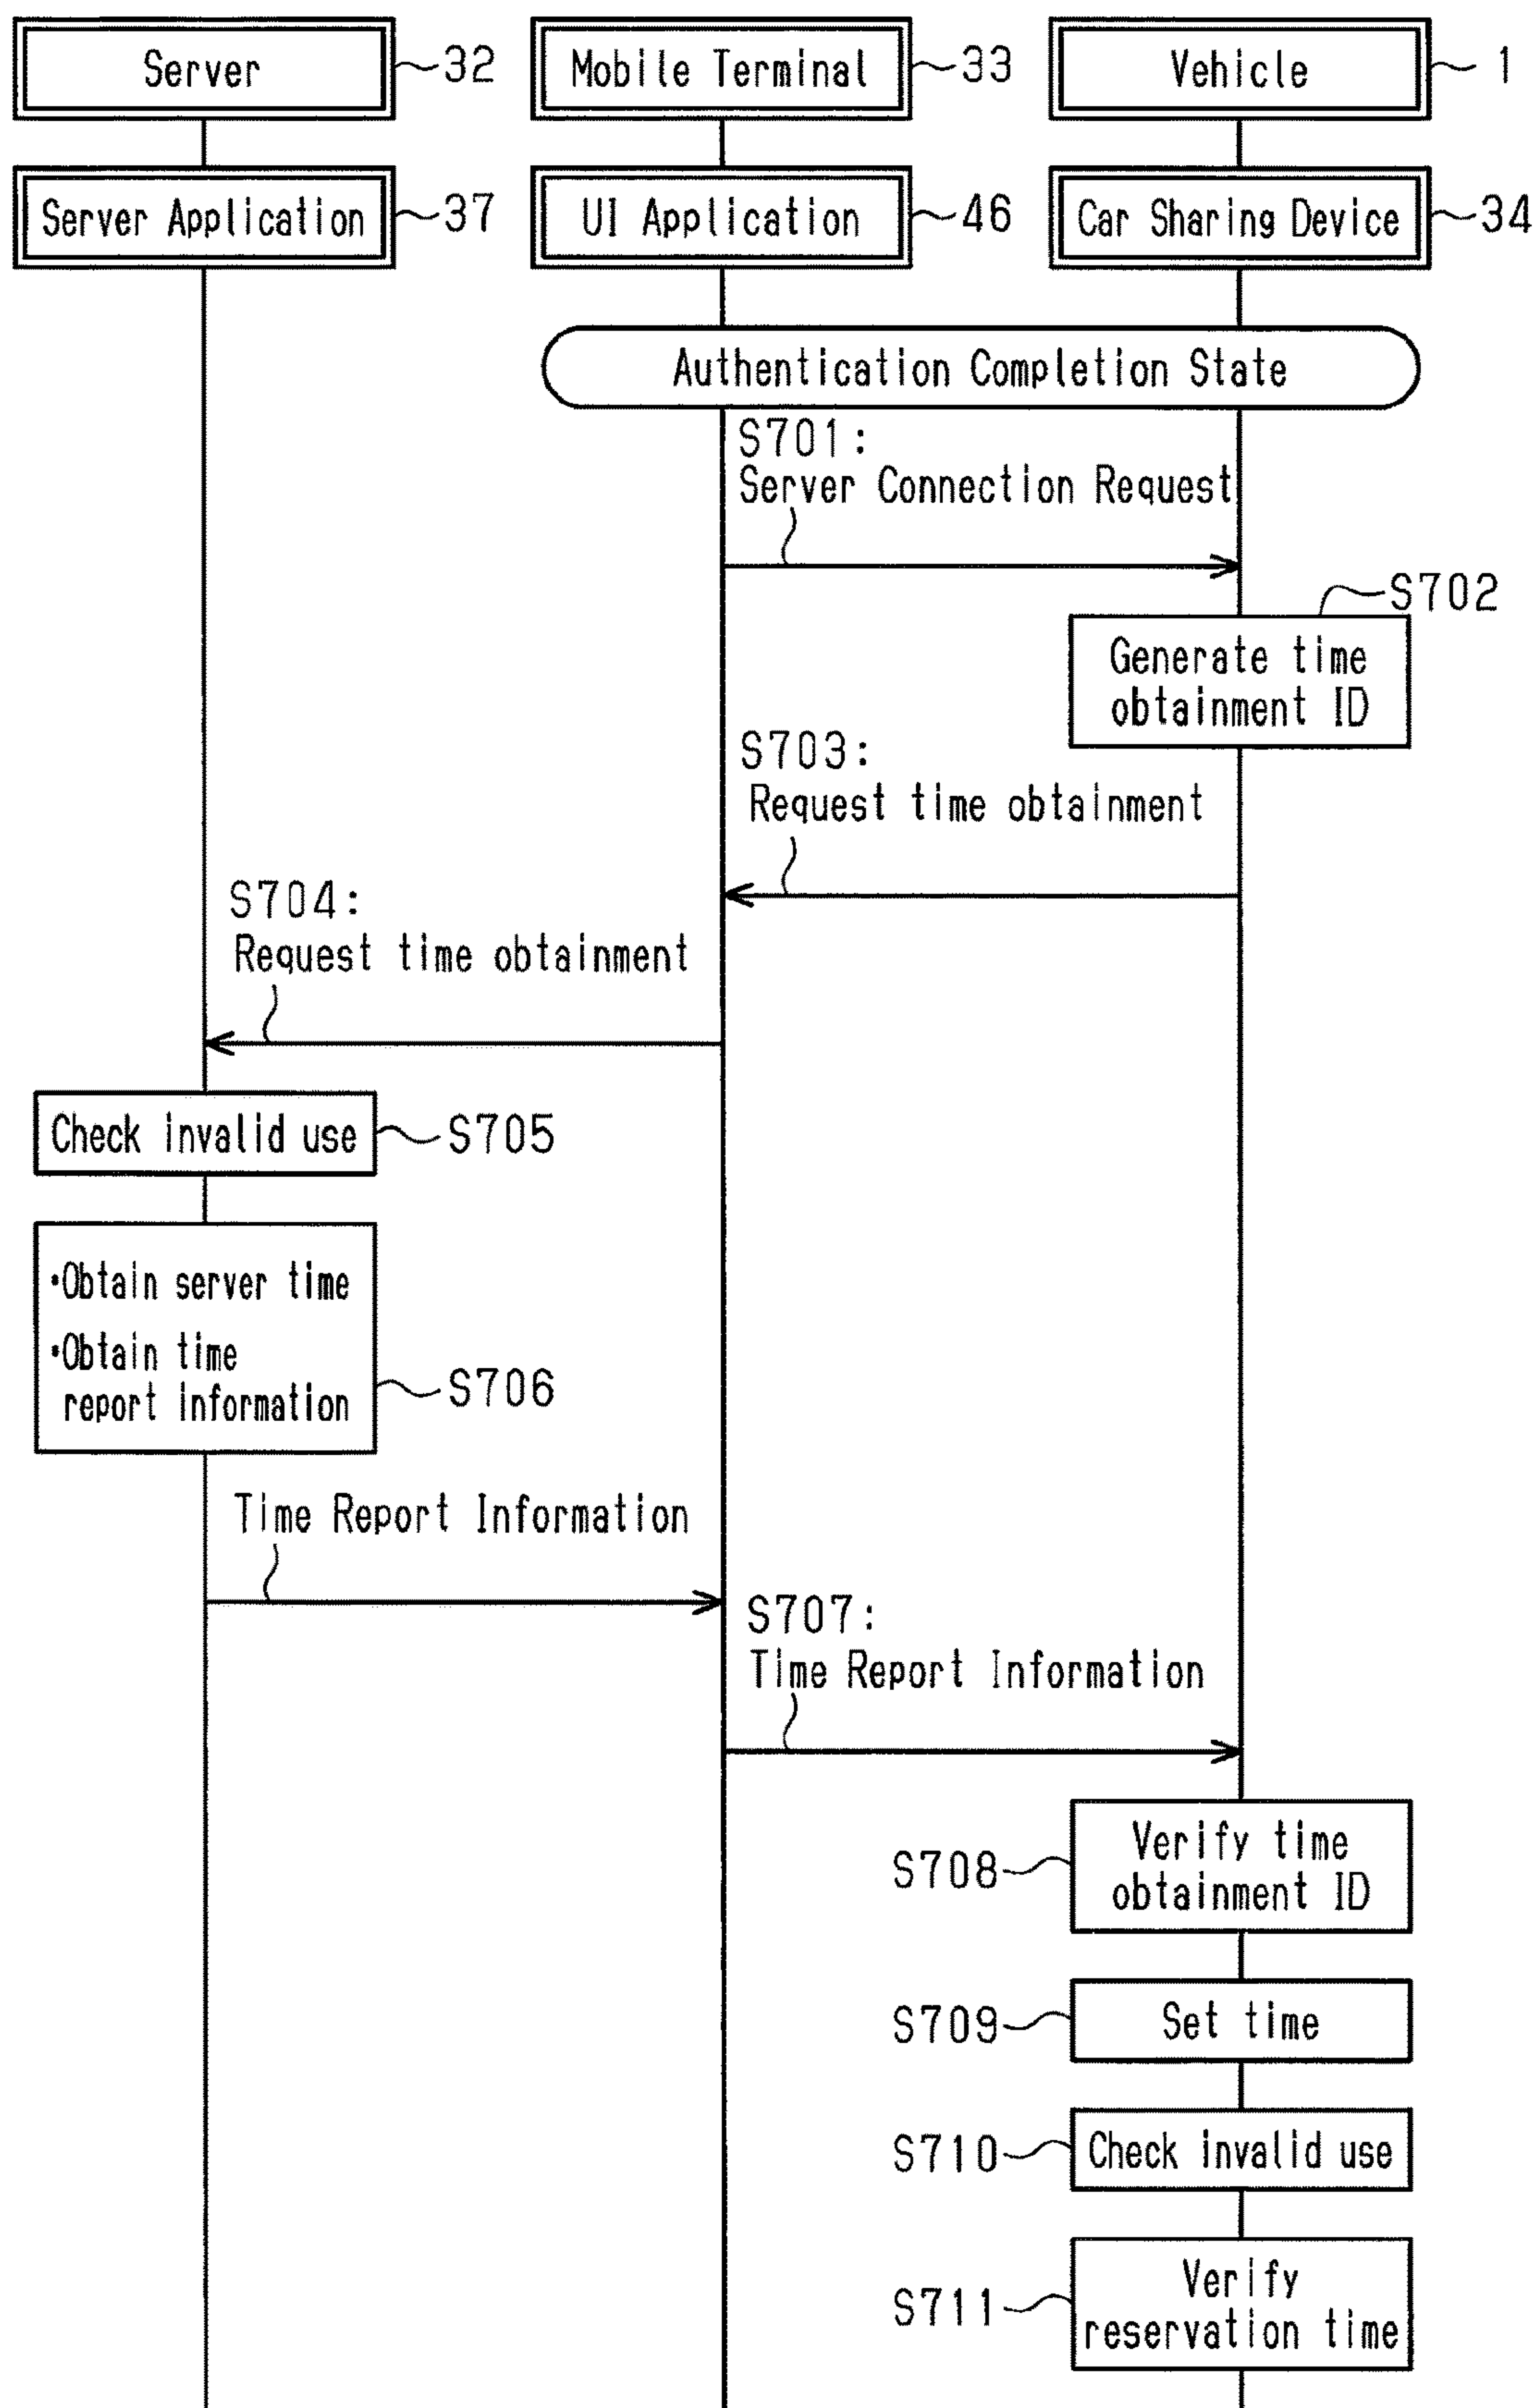 Server
32
Mobile Terminal
33
Vehicle
1
Server Application
37
UI Application
46
Car Sharing Device
34
Authentication Completion State
S701:
Server Connection Request
S702
Generate time
obtainment ID
S703:
Request time obtainment
S704:
Request time obtainment
Check invalid use
S705
•Obtain server time
•Obtain time
report information
S706
Time Report Information
S707:
Time Report Information
S708
Verify time
obtainment ID
S709
Set time
S710
Check invalid use
S711
Verify
reservation time